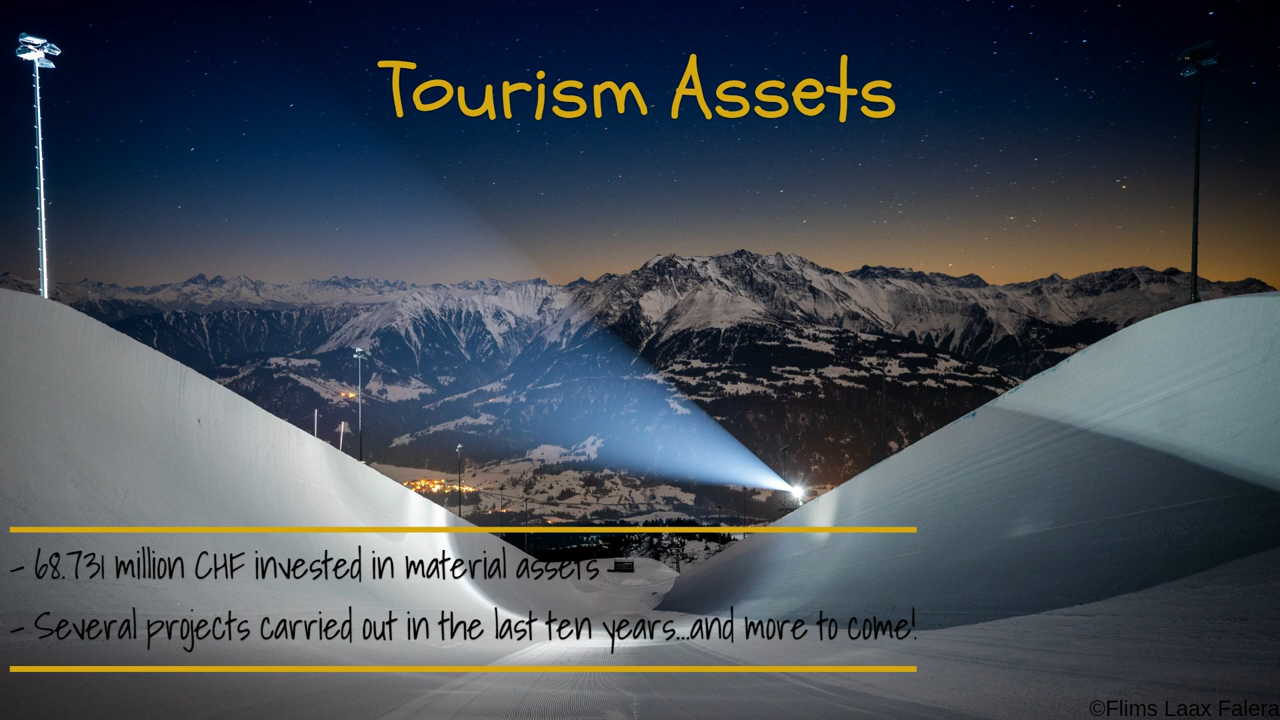 Tourism Assets
- 68.731 million CHF invested in material assets
- Several projects carried out in the last ten years...and more to come!
©Flims Laax Falera